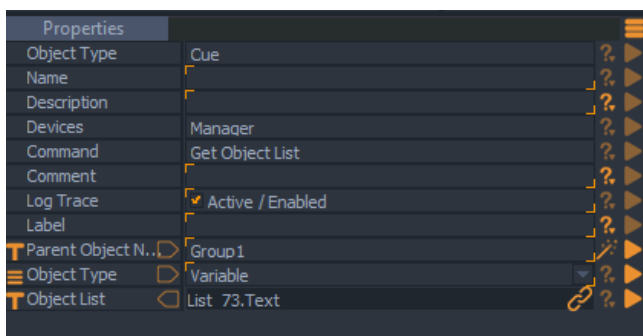 Properties
Object Type Cue
Name
Description
Devices Manager
Command Get Object List
Comment
Log Trace Active / Enabled
Label
Parent Object N... Group1
Object Type Variable
Object List List 73.Text